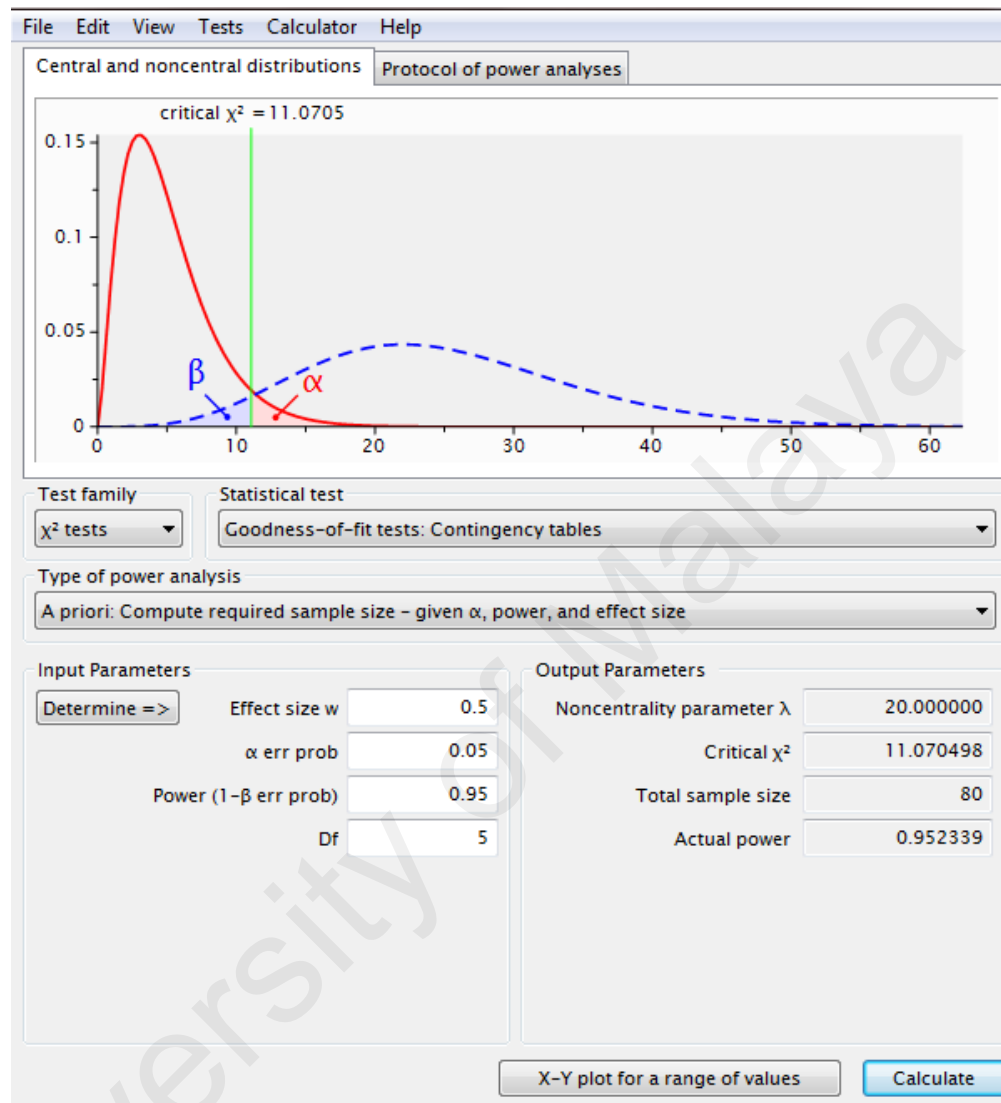 File Edit View Tests Calculator Help
Central and noncentral distributions Protocol of power analyses
critical χ² = 11.0705
0.15
0.1
0.05
0
β α
0 10 20 30 40 50 60
Test family Statistical test
χ² tests Goodness-of-fit tests: Contingency tables
Type of power analysis
A priori: Compute required sample size – given α, power, and effect size
Input Parameters Output Parameters
Determine => Effect size w 0.5 Noncentrality parameter λ 20.000000
α err prob 0.05 Critical χ² 11.070498
Power (1-β err prob) 0.95 Total sample size 80
Df 5 Actual power 0.952339
X-Y plot for a range of values Calculate
versity of Malaya